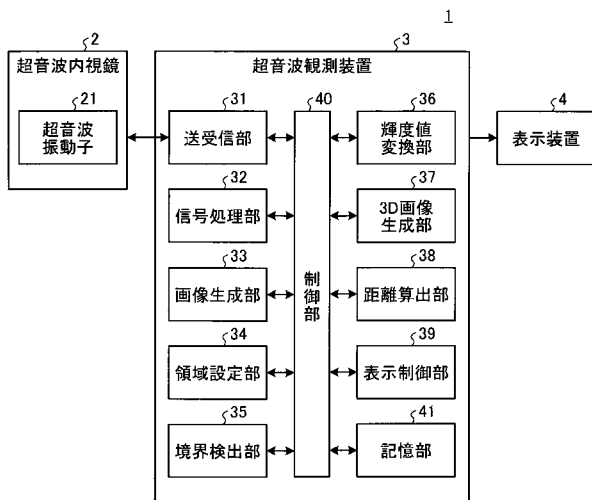 1
2
超音波内視鏡
21
超音波
振動子
3
超音波観測装置
31
送受信部
32
信号処理部
33
画像生成部
34
領域設定部
35
境界検出部
40
制御部
36
輝度値
変換部
37
3D画像
生成部
38
距離算出部
39
表示制御部
41
記憶部
4
表示装置